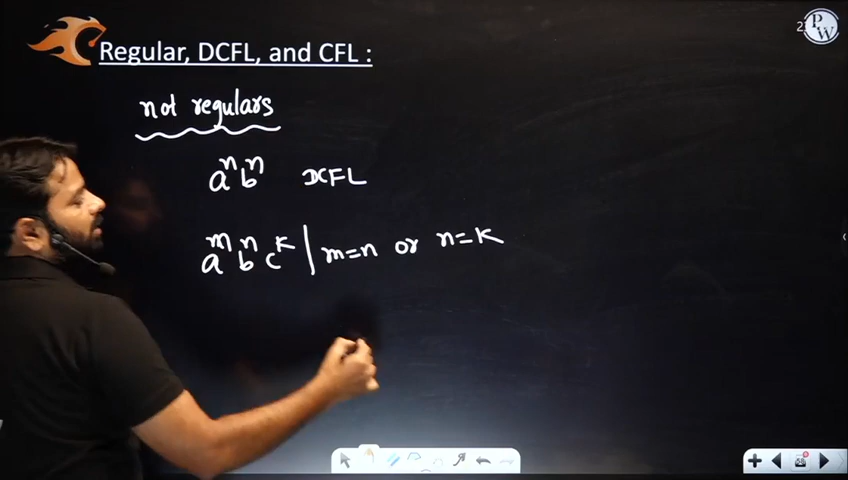 Regular, DCFL, and CFL :
not regulars
aⁿbⁿ DCFL
aᵐbⁿcᵏ | m=n or n=k
PW